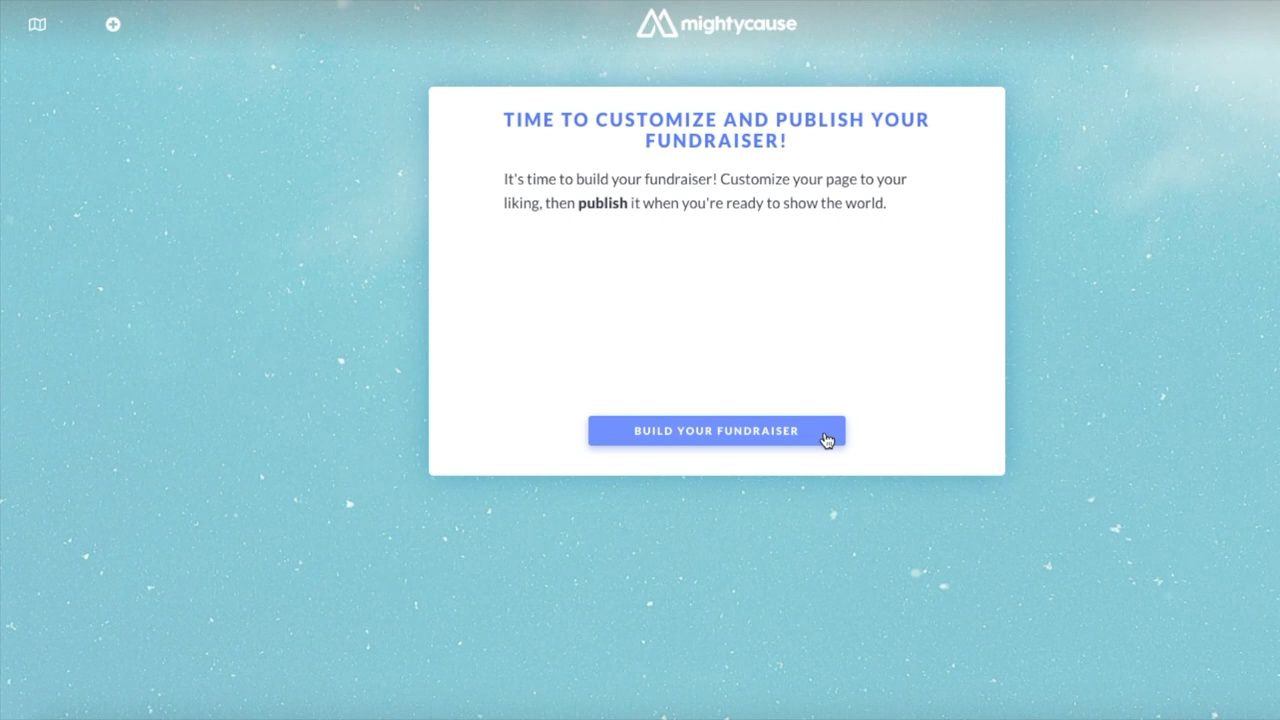 mightycause
TIME TO CUSTOMIZE AND PUBLISH YOUR
FUNDRAISER!
It's time to build your fundraiser! Customize your page to your
liking, then publish it when you're ready to show the world.
BUILD YOUR FUNDRAISER